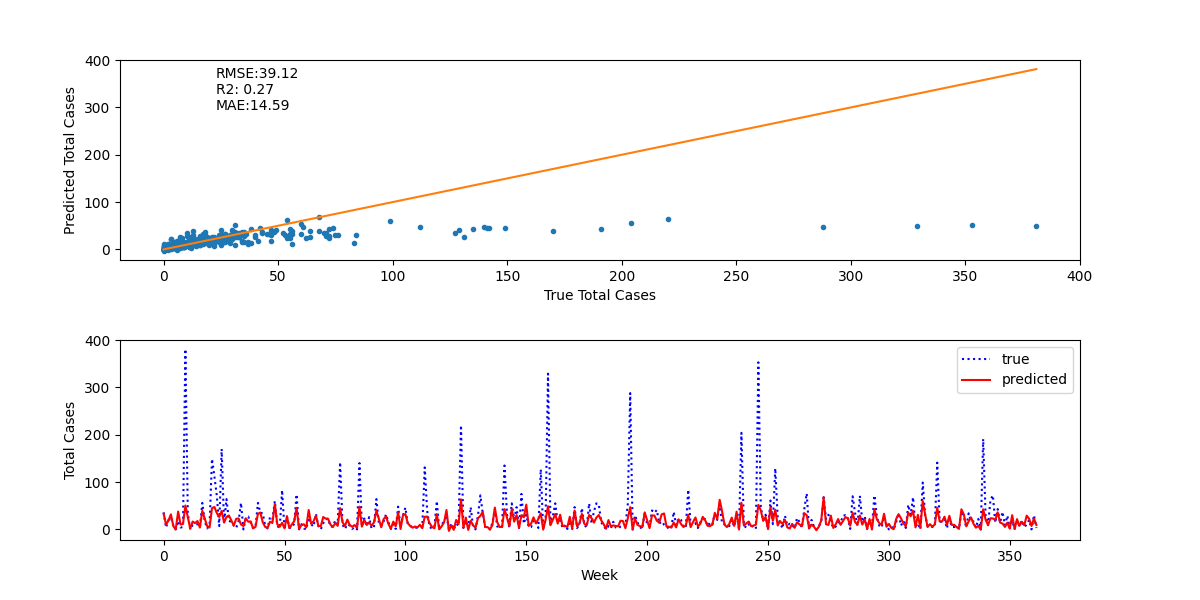 400
300
200
100
0
Predicted Total Cases
RMSE:39.12
R2: 0.27
MAE:14.59
0 50 100 150 200 250 300 350 400
True Total Cases
400
300
200
100
0
Total Cases
true
predicted
0 50 100 150 200 250 300 350
Week